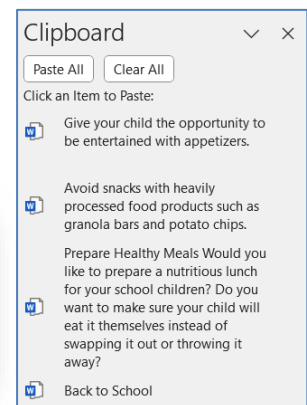 Clipboard
Paste All Clear All
Click an Item to Paste:
Give your child the opportunity to
be entertained with appetizers.
Avoid snacks with heavily
processed food products such as
granola bars and potato chips.
Prepare Healthy Meals Would you
like to prepare a nutritious lunch
for your school children? Do you
want to make sure your child will
eat it themselves instead of
swapping it out or throwing it
away?
Back to School